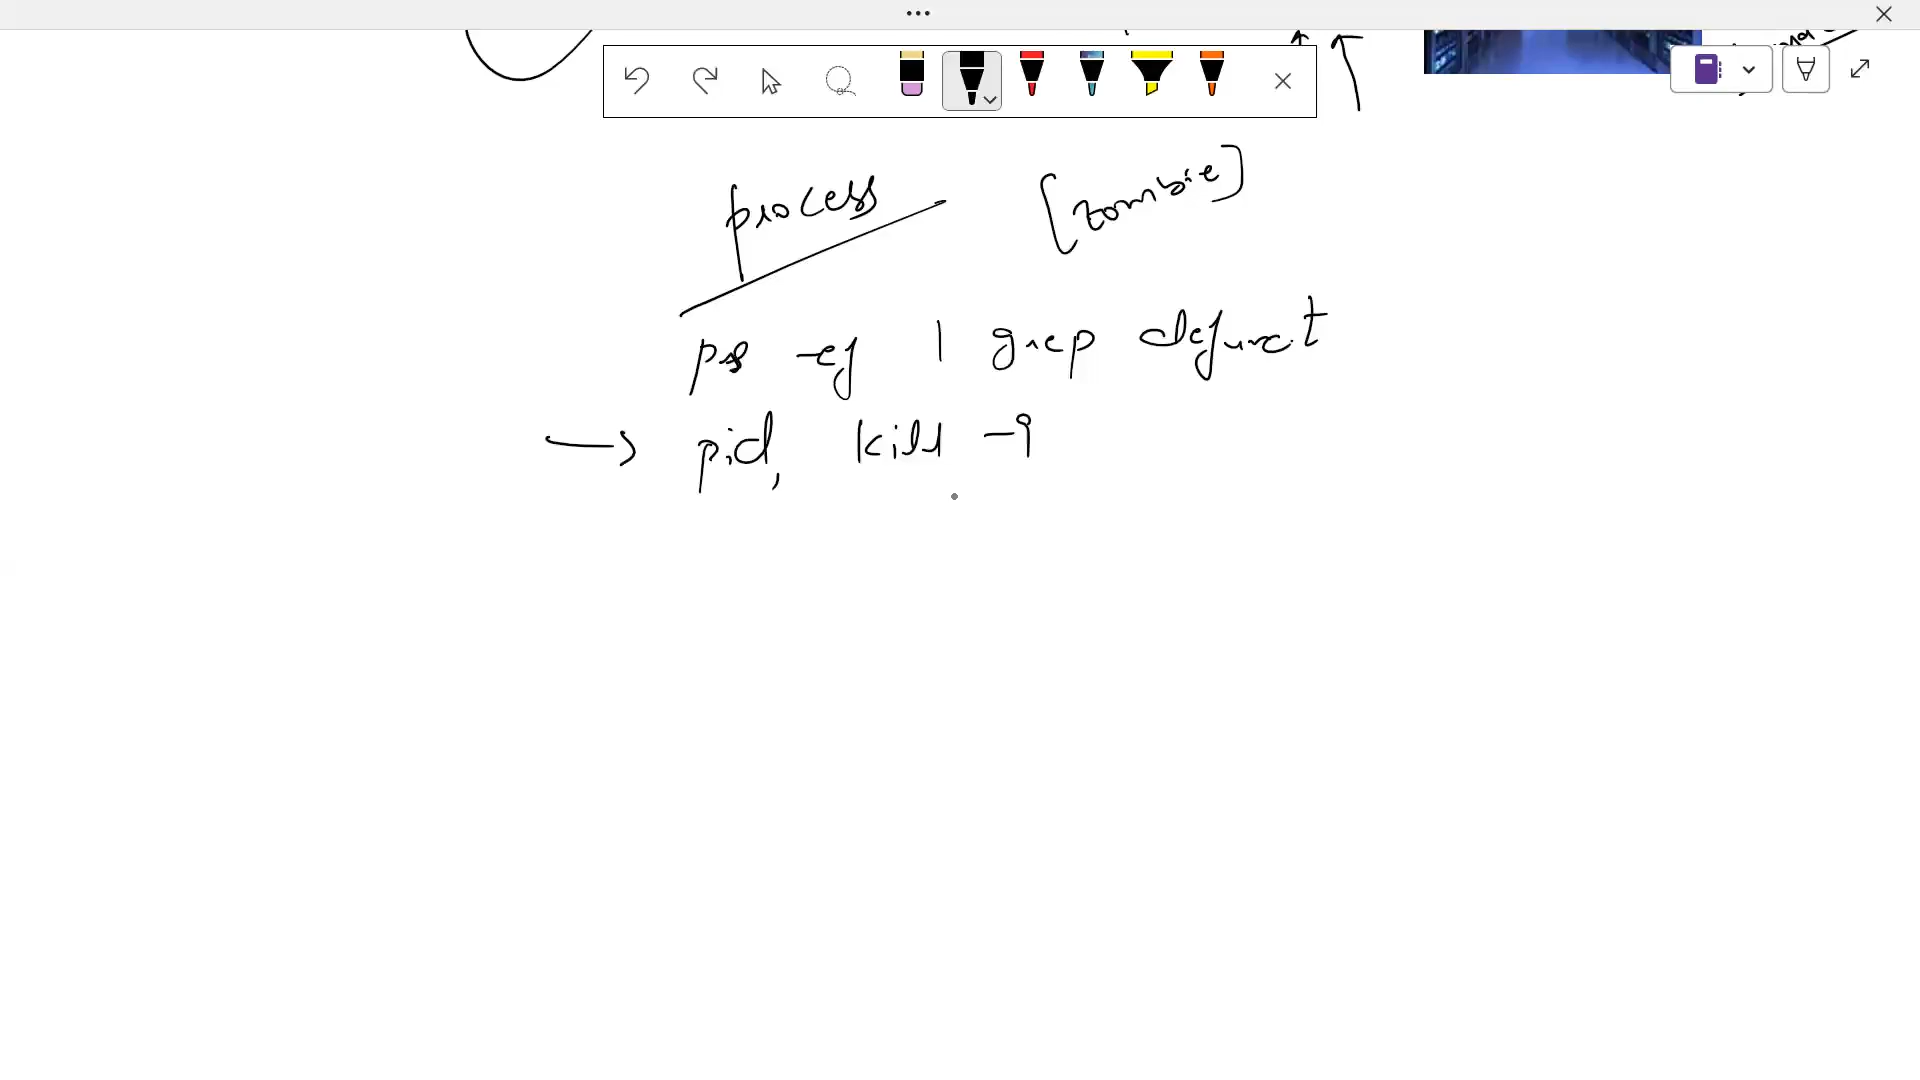 process [zombie]
ps -ef | grep defunct
→ pid, kill -9